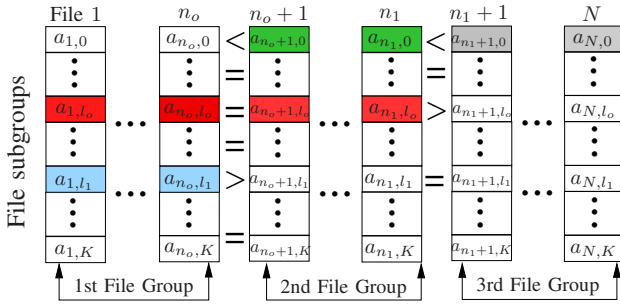 File 1 n_o n_o + 1 n_1 n_1 + 1 N
a_{1,0} a_{n_o,0} < a_{n_o+1,0} a_{n_1,0} < a_{n_1+1,0} a_{N,0}
⋮ ⋮ = ⋮ ⋮ = ⋮ ⋮
a_{1,l_o} ... a_{n_o,l_o} = a_{n_o+1,l_o} ... a_{n_1,l_o} > a_{n_1+1,l_o} ... a_{N,l_o}
⋮ ⋮ = ⋮ ⋮ ⋮ ⋮
a_{1,l_1} ... a_{n_o,l_1} > a_{n_o+1,l_1} ... a_{n_1,l_1} = a_{n_1+1,l_1} ... a_{N,l_1}
⋮ ⋮ ⋮ ⋮ ⋮ ⋮
a_{1,K} a_{n_o,K} = a_{n_o+1,K} a_{n_1,K} a_{n_1+1,K} a_{N,K}
File subgroups
1st File Group 2nd File Group 3rd File Group